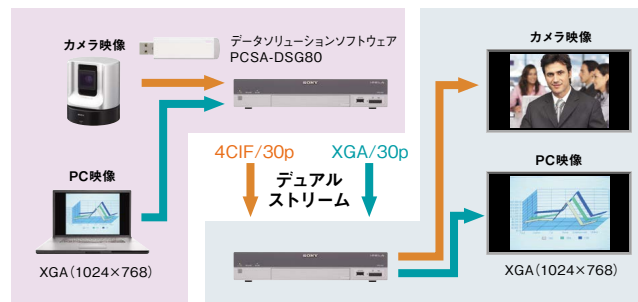 カメラ映像
データソリューションソフトウェア
PCSA-DSG80
SONY
PC映像
XGA(1024×768)
4CIF/30p
XGA/30p
デュアル
ストリーム
SONY
カメラ映像
PC映像
XGA(1024×768)